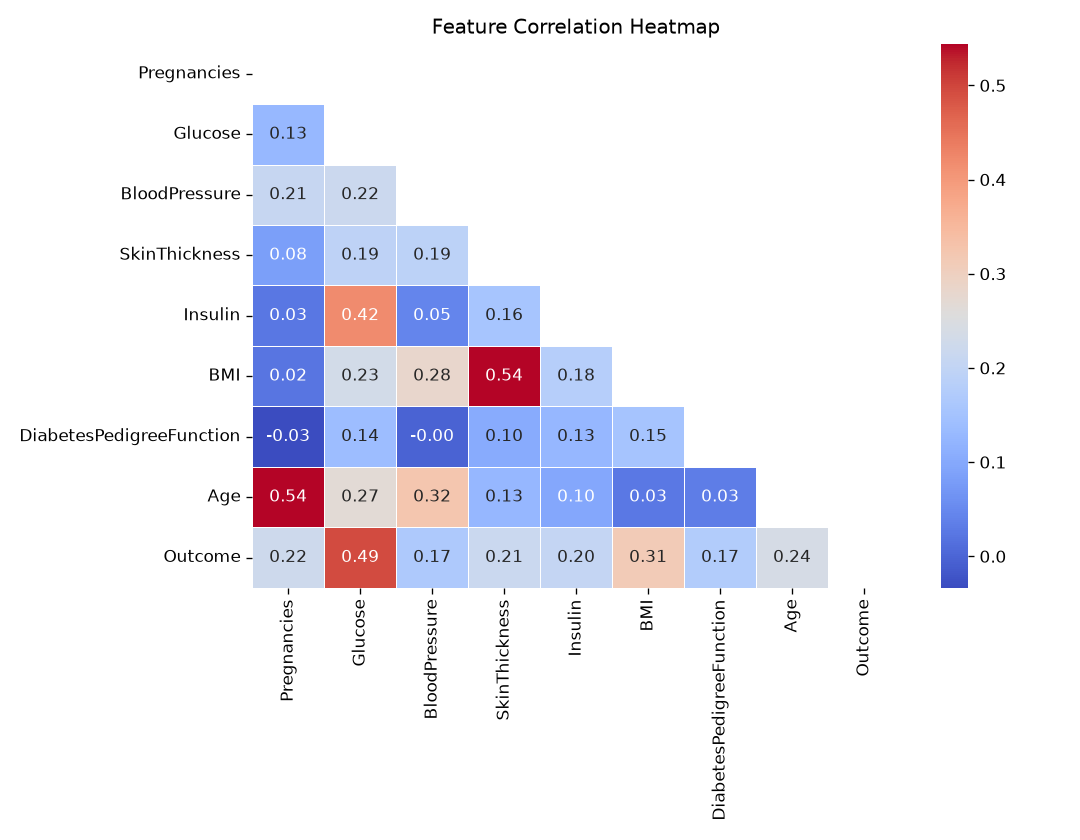 Feature Correlation Heatmap
Pregnancies
Glucose 0.13
BloodPressure 0.21 0.22
SkinThickness 0.08 0.19 0.19
Insulin 0.03 0.42 0.05 0.16
BMI 0.02 0.23 0.28 0.54 0.18
DiabetesPedigreeFunction -0.03 0.14 -0.00 0.10 0.13 0.15
Age 0.54 0.27 0.32 0.13 0.10 0.03 0.03
Outcome 0.22 0.49 0.17 0.21 0.20 0.31 0.17 0.24
Pregnancies
Glucose
BloodPressure
SkinThickness
Insulin
BMI
DiabetesPedigreeFunction
Age
Outcome
0.5
0.4
0.3
0.2
0.1
0.0